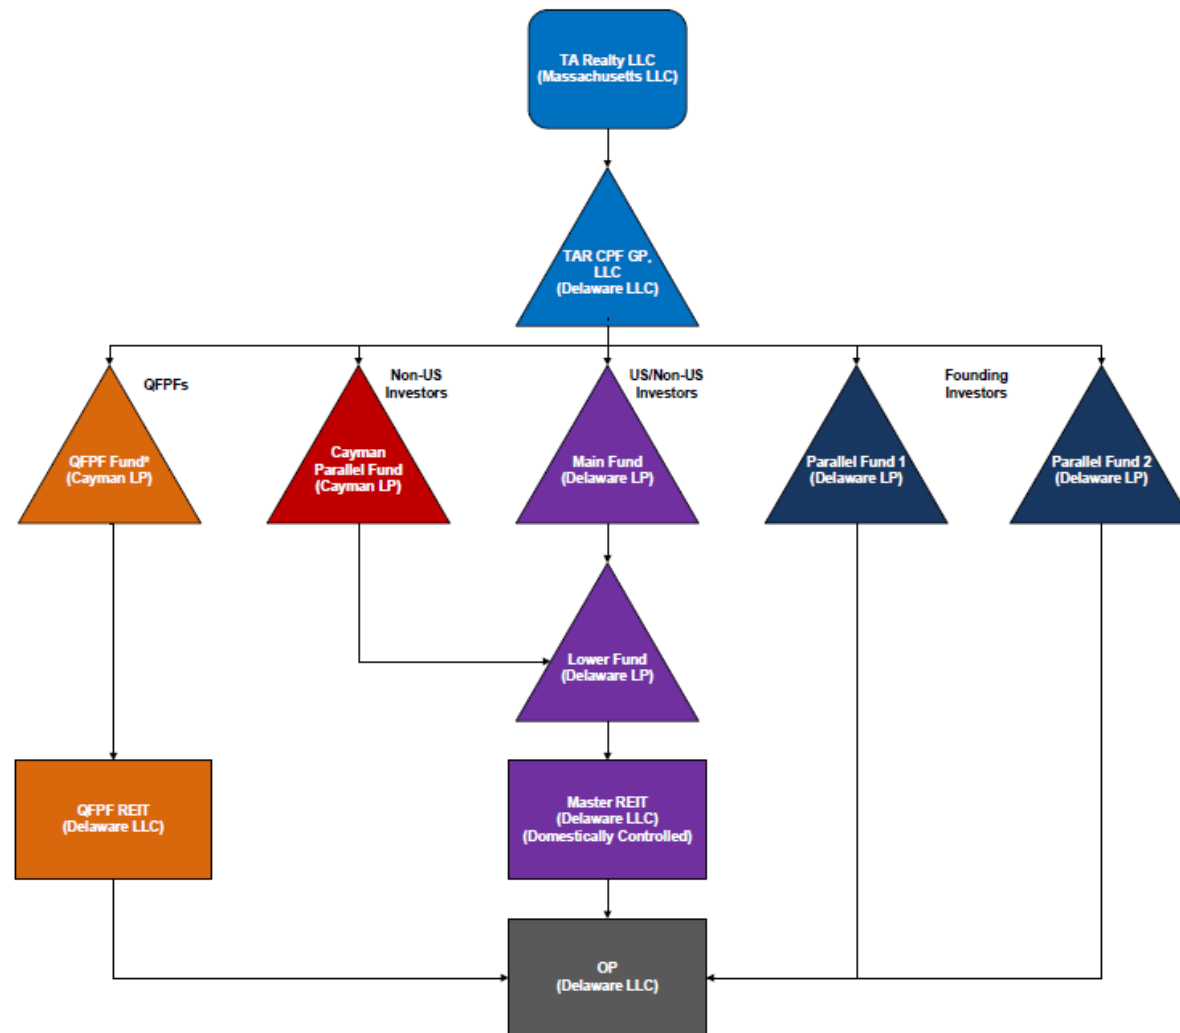 TA Realty LLC
(Massachusetts LLC)
TAR CPF GP,
LLC
(Delaware LLC)
QFPFs
Non-US
Investors
US/Non-US
Investors
Founding
Investors
QFPF Fund*
(Cayman LP)
Cayman
Parallel Fund
(Cayman LP)
Main Fund
(Delaware LP)
Parallel Fund 1
(Delaware LP)
Parallel Fund 2
(Delaware LP)
Lower Fund
(Delaware LP)
QFPF REIT
(Delaware LLC)
Master REIT
(Delaware LLC)
(Domestically Controlled)
OP
(Delaware LLC)